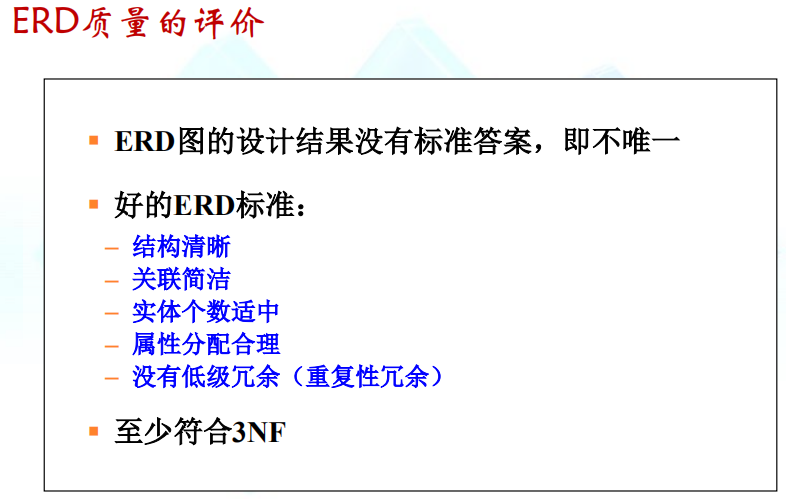 ERD质量的评价
▪ ERD图的设计结果没有标准答案，即不唯一
▪ 好的ERD标准：
– 结构清晰
– 关联简洁
– 实体个数适中
– 属性分配合理
– 没有低级冗余（重复性冗余）
▪ 至少符合3NF